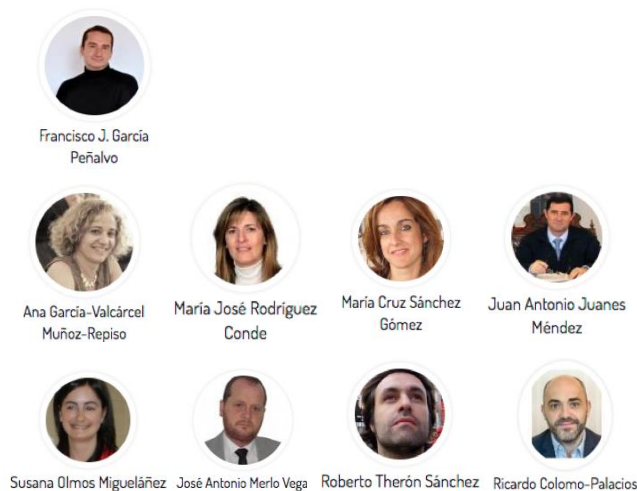 Francisco J. García
Peñalvo
Ana García-Valcárcel
Muñoz-Repiso
María José Rodríguez
Conde
María Cruz Sánchez
Gómez
Juan Antonio Juanes
Méndez
Susana Olmos Migueláñez
José Antonio Merlo Vega
Roberto Therón Sánchez
Ricardo Colomo-Palacios